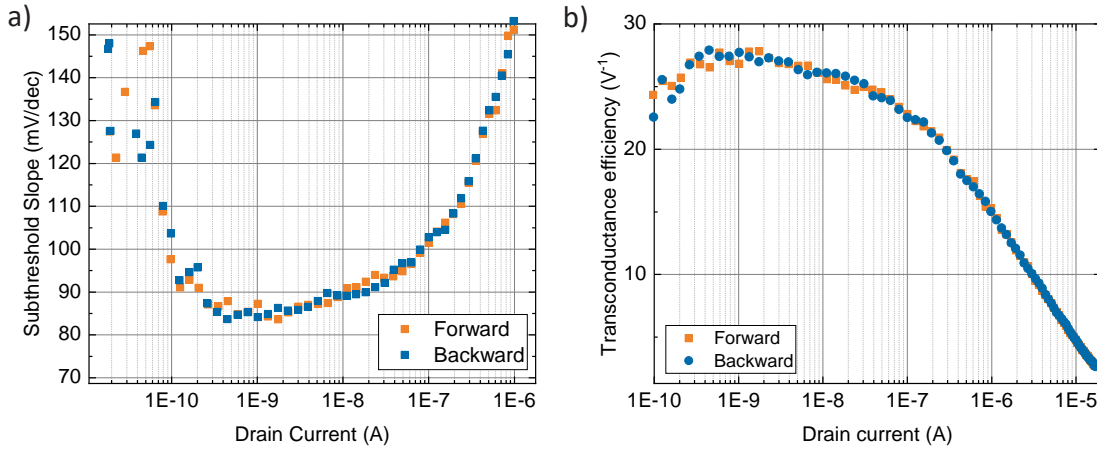 a)
Subthreshold Slope (mV/dec)
150
140
130
120
110
100
90
80
70
Forward
Backward
1E-10 1E-9 1E-8 1E-7 1E-6
Drain Current (A)
b)
Transconductance efficiency (V⁻¹)
30
20
10
Forward
Backward
1E-10 1E-9 1E-8 1E-7 1E-6 1E-5
Drain current (A)